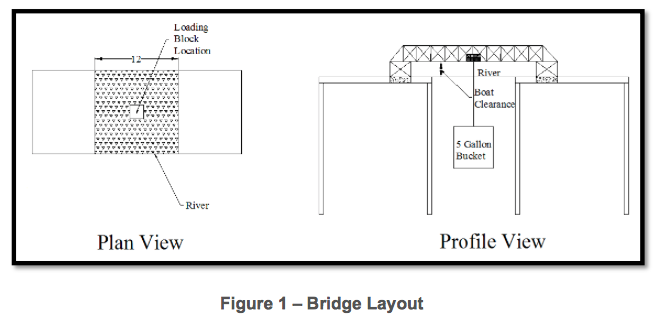 Loading
Block
Location
12
River
Plan View
River
Boat
Clearance
5 Gallon
Bucket
Profile View
Figure 1 – Bridge Layout